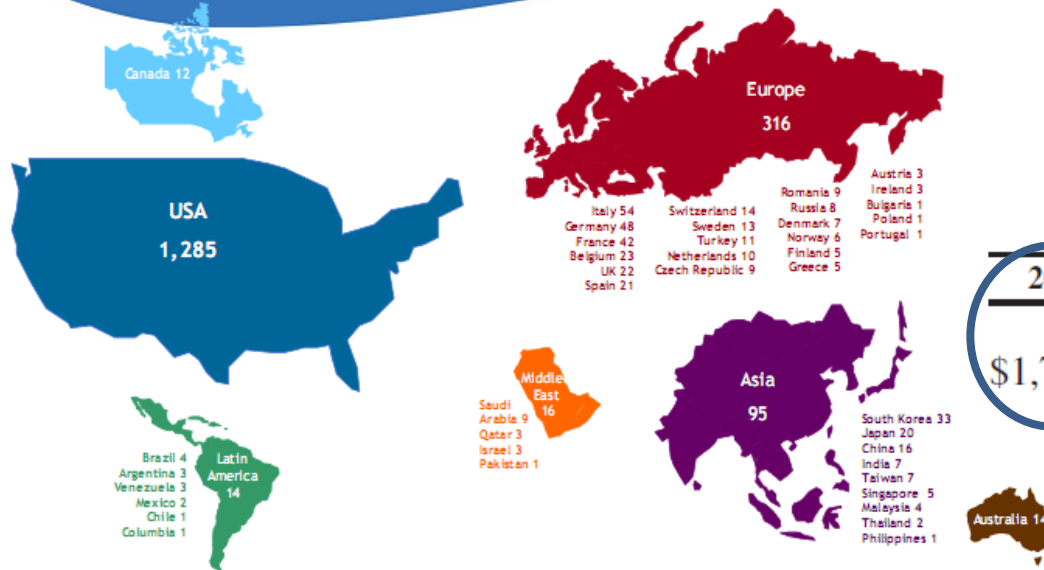 Canada 12
USA
1,285
Europe
316
Italy 54
Germany 48
France 42
Belgium 23
UK 22
Spain 21
Switzerland 14
Sweden 13
Turkey 11
Netherlands 10
Czech Republic 9
Romania 9
Russia 8
Denmark 7
Norway 6
Finland 5
Greece 5
Austria 3
Ireland 3
Bulgaria 1
Poland 1
Portugal 1
Latin
America
14
Brazil 4
Argentina 3
Venezuela 3
Mexico 2
Chile 1
Columbia 1
Middle
East
16
Saudi
Arabia 9
Qatar 3
Israel 3
Pakistan 1
Asia
95
South Korea 33
Japan 20
China 16
India 7
Taiwan 7
Singapore 5
Malaysia 4
Thailand 2
Philippines 1
Australia 14
$1,